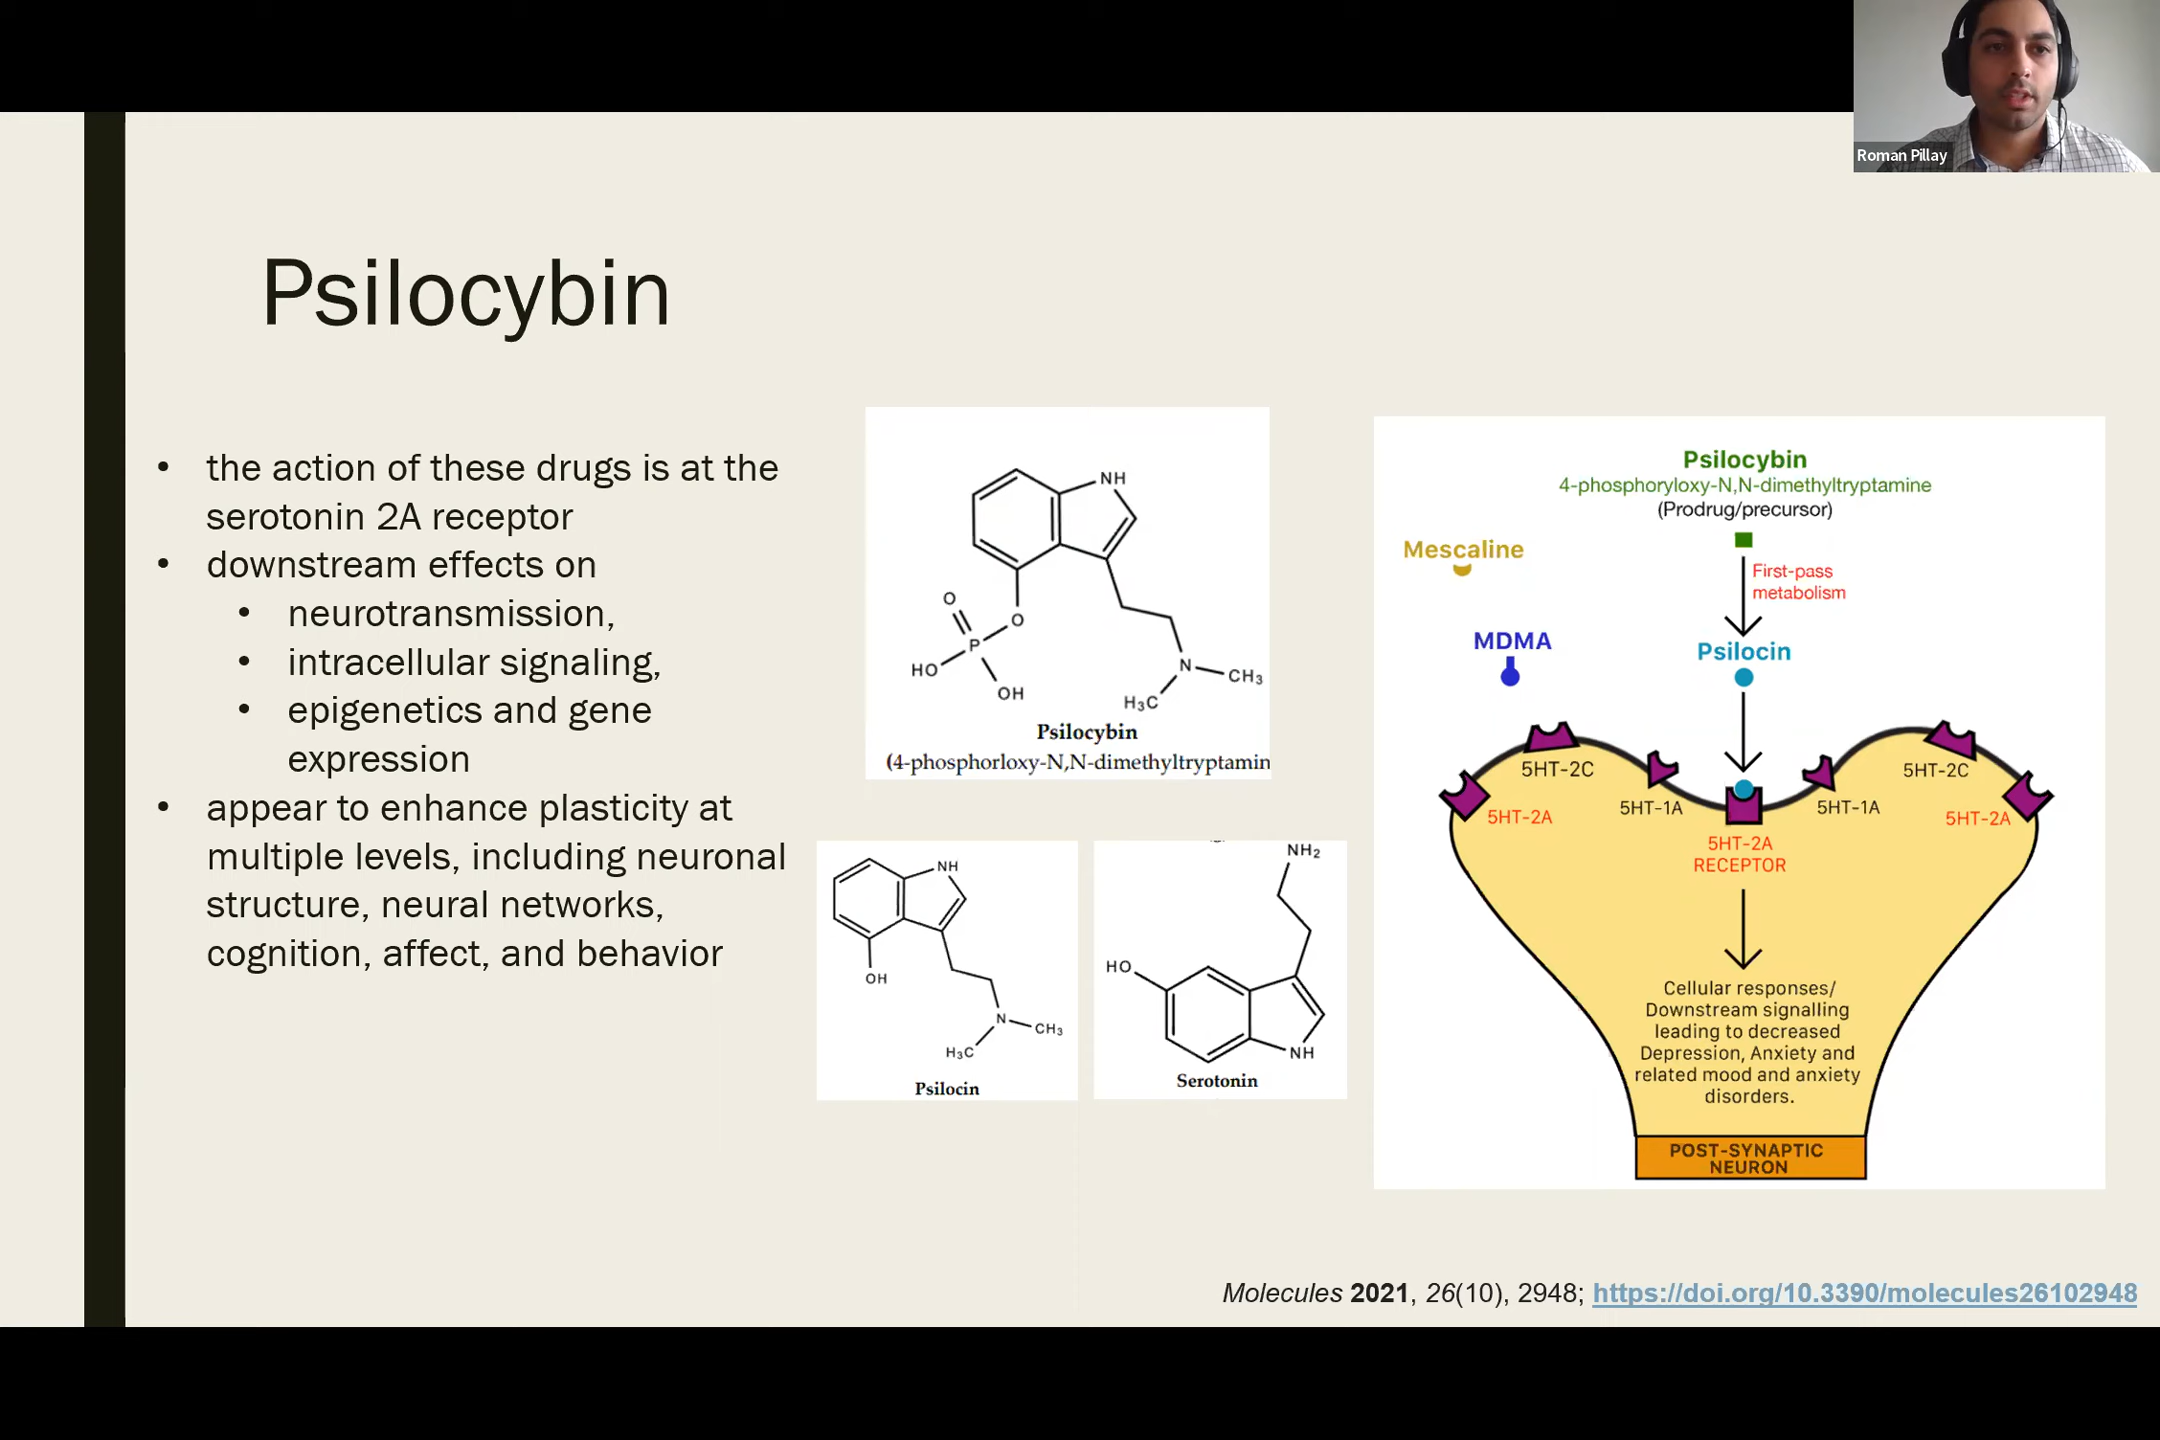 Roman Pillay
Psilocybin
• the action of these drugs is at the
serotonin 2A receptor
• downstream effects on
• neurotransmission,
• intracellular signaling,
• epigenetics and gene
expression
• appear to enhance plasticity at
multiple levels, including neuronal
structure, neural networks,
cognition, affect, and behavior
NH
O
O
P
HO
OH
N
CH3
H3C
Psilocybin
(4-phosphorloxy-N,N-dimethyltryptamin
NH
OH
N
CH3
H3C
Psilocin
NH2
HO
NH
Serotonin
Psilocybin
4-phosphoryloxy-N,N-dimethyltryptamine
(Prodrug/precursor)
Mescaline
First-pass
metabolism
MDMA
Psilocin
5HT-2C
5HT-2C
5HT-2A
5HT-1A
5HT-1A
5HT-2A
5HT-2A
RECEPTOR
Cellular responses/
Downstream signalling
leading to decreased
Depression, Anxiety and
related mood and anxiety
disorders.
POST-SYNAPTIC
NEURON
Molecules 2021, 26(10), 2948; https://doi.org/10.3390/molecules26102948